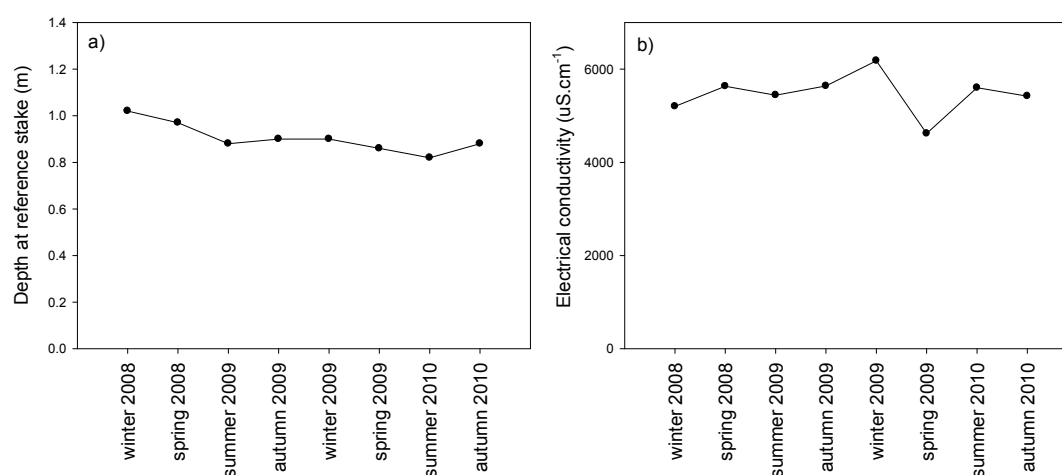 a)
Depth at reference stake (m)
1.4
1.2
1.0
0.8
0.6
0.4
0.2
0.0
winter 2008
spring 2008
summer 2009
autumn 2009
winter 2009
spring 2009
summer 2010
autumn 2010
b)
Electrical conductivity (uS.cm⁻¹)
6000
4000
2000
0
winter 2008
spring 2008
summer 2009
autumn 2009
winter 2009
spring 2009
summer 2010
autumn 2010